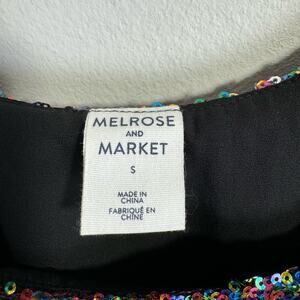 MELROSE
AND
MARKET
S
MADE IN
CHINA
FABRIQUÉ EN
CHINE